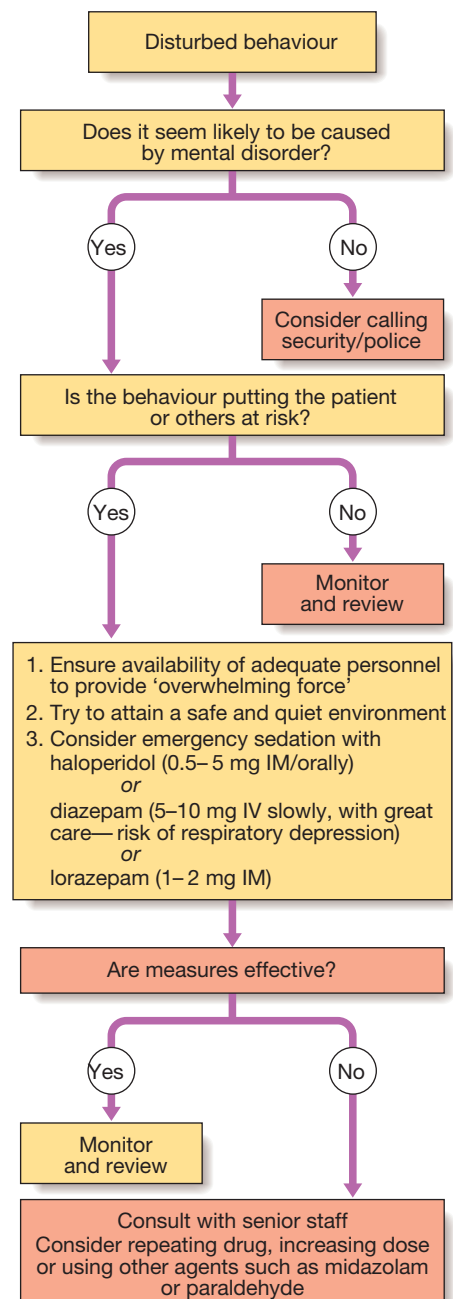 Disturbed behaviour
Does it seem likely to be caused
by mental disorder?
Yes
No
Consider calling
security/police
Is the behaviour putting the patient
or others at risk?
Yes
No
Monitor
and review
1. Ensure availability of adequate personnel
to provide ‘overwhelming force’
2. Try to attain a safe and quiet environment
3. Consider emergency sedation with
haloperidol (0.5– 5 mg IM/orally)
or
diazepam (5–10 mg IV slowly, with great
care— risk of respiratory depression)
or
lorazepam (1– 2 mg IM)
Are measures effective?
Yes
No
Monitor
and review
Consult with senior staff
Consider repeating drug, increasing dose
or using other agents such as midazolam
or paraldehyde